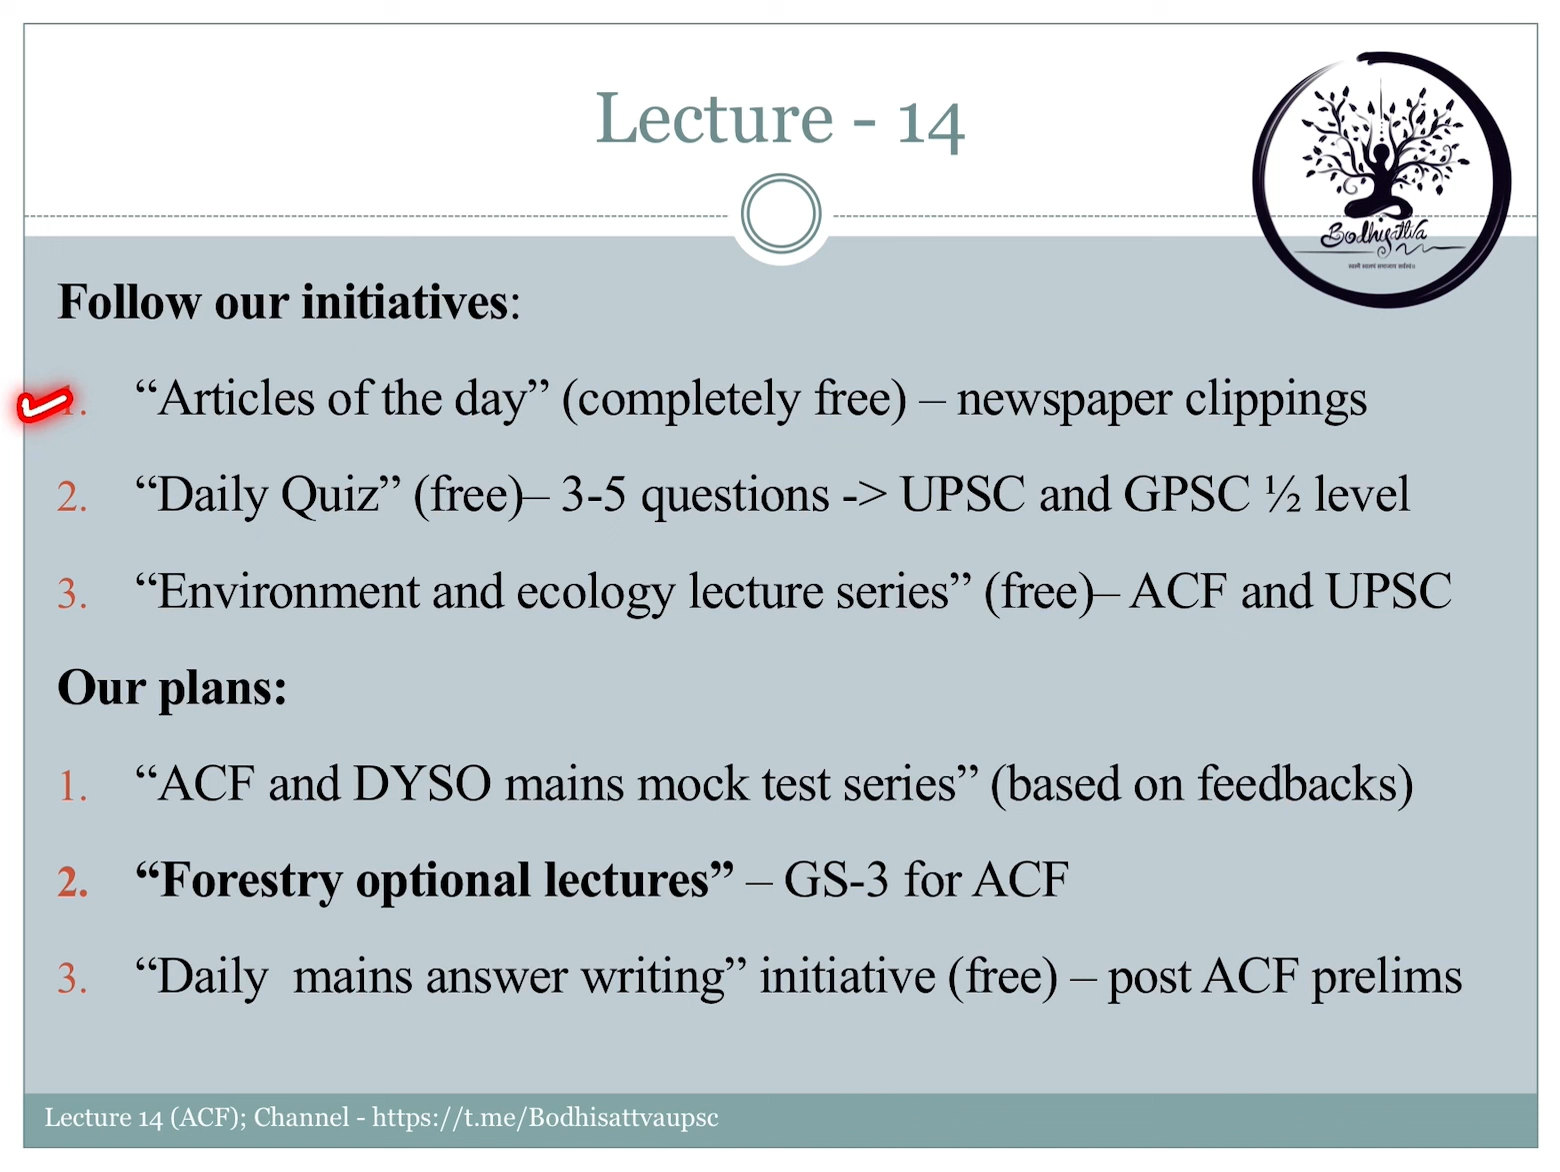 Lecture - 14
Bodhisattva
Follow our initiatives:
1. “Articles of the day” (completely free) – newspaper clippings
2. “Daily Quiz” (free)– 3-5 questions -> UPSC and GPSC ½ level
3. “Environment and ecology lecture series” (free)– ACF and UPSC
Our plans:
1. “ACF and DYSO mains mock test series” (based on feedbacks)
2. “Forestry optional lectures” – GS-3 for ACF
3. “Daily  mains answer writing” initiative (free) – post ACF prelims
Lecture 14 (ACF); Channel - https://t.me/Bodhisattvaupsc